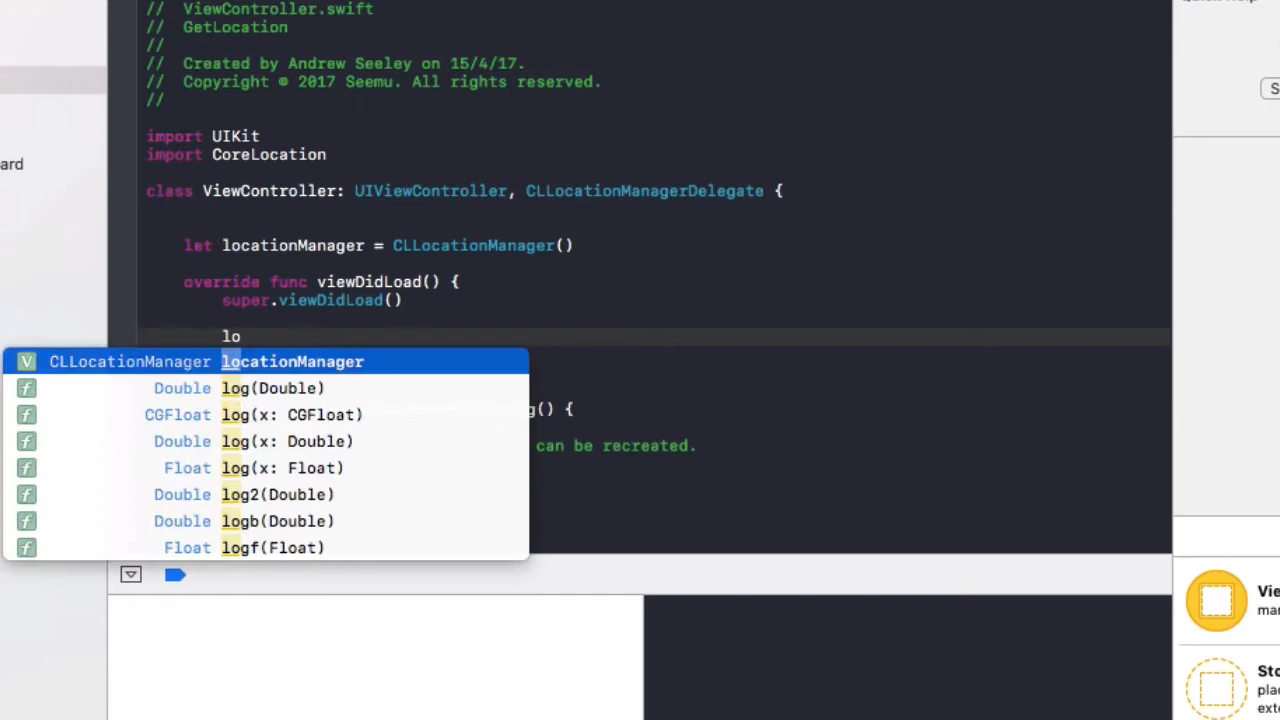 //  ViewController.swift
//  GetLocation
//
//  Created by Andrew Seeley on 15/4/17.
//  Copyright © 2017 Seemu. All rights reserved.
//
ard
import UIKit
import CoreLocation
class ViewController: UIViewController, CLLocationManagerDelegate {
let locationManager = CLLocationManager()
override func viewDidLoad() {
super.viewDidLoad()
lo
V CLLocationManager locationManager
f Double log(Double)
f CGFloat log(x: CGFloat)
g() {
f Double log(x: Double)
can be recreated.
f Float log(x: Float)
f Double log2(Double)
f Double logb(Double)
f Float logf(Float)
S
Vie
mar
Sto
plac
exte